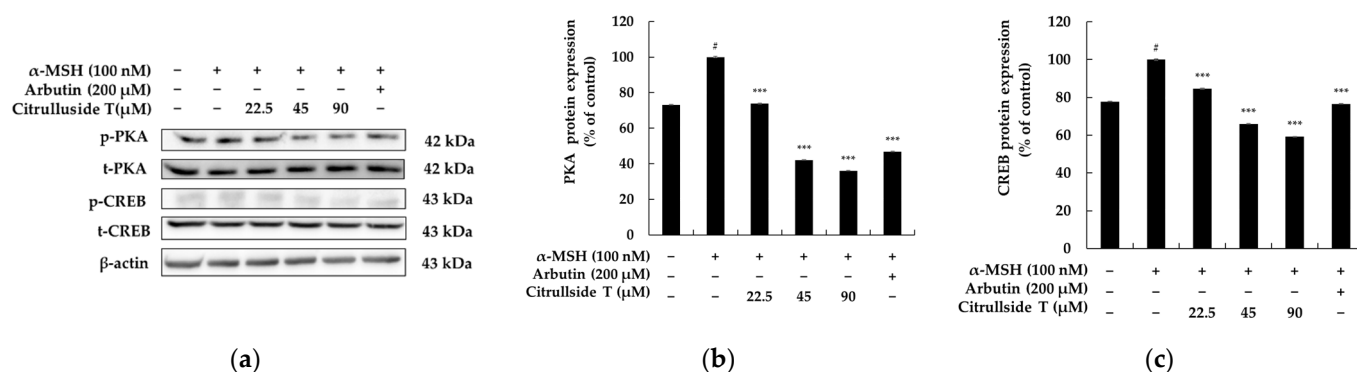 α-MSH (100 nM) – + + + + +
Arbutin (200 μM) – – – – – +
Citrulluside T(μM) – – 22.5 45 90 –
p-PKA 42 kDa
t-PKA 42 kDa
p-CREB 43 kDa
t-CREB 43 kDa
β-actin 43 kDa
(a)
PKA protein expression
(% of control)
120
100
80
60
40
20
0
#
***
***
***
***
α-MSH (100 nM) – + + + + +
Arbutin (200 μM) – – – – – +
Citrullside T (μM) – – 22.5 45 90 –
(b)
CREB protein expression
(% of control)
120
100
80
60
40
20
0
#
***
***
***
***
α-MSH (100 nM) – + + + + +
Arbutin (200 μM) – – – – – +
Citrullside T (μM) – – 22.5 45 90 –
(c)